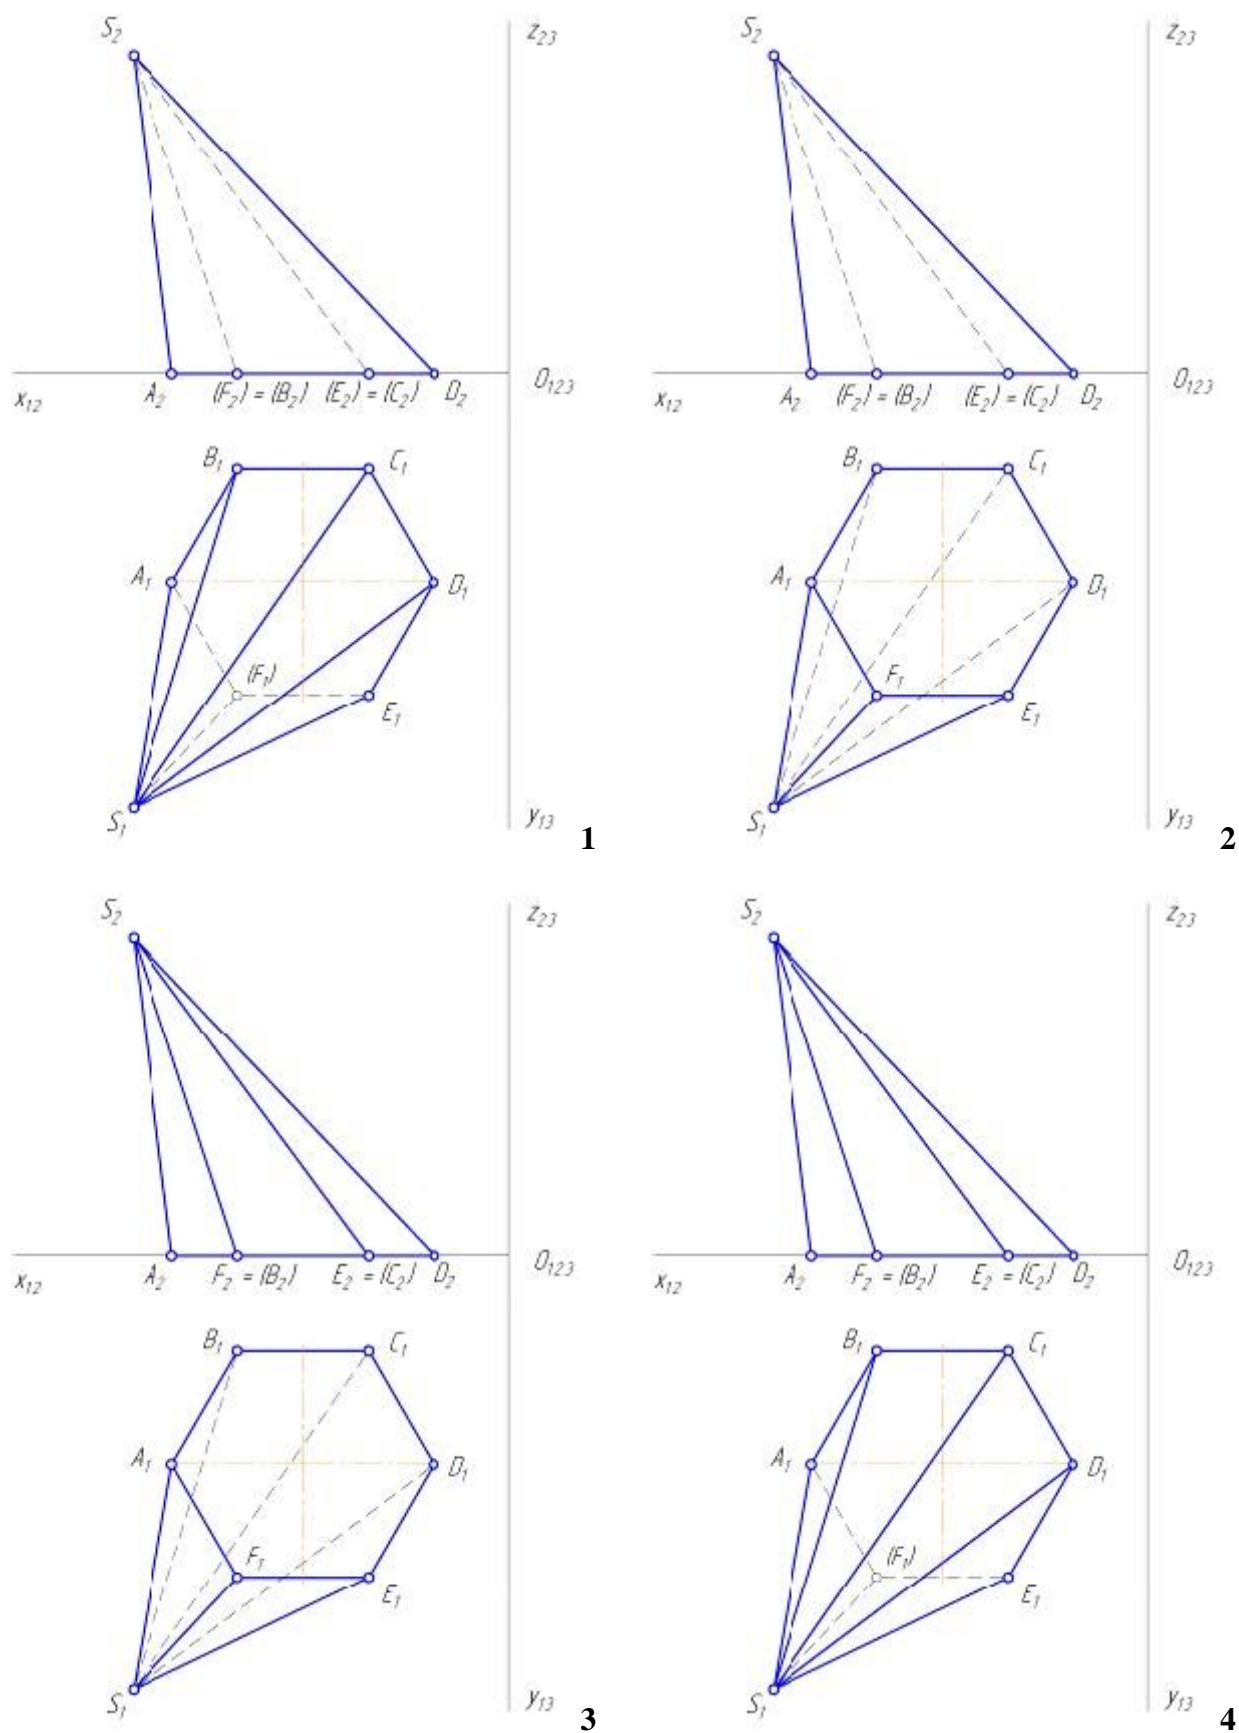 S₂ z₂₃ S₂ z₂₃
A₂ (F₂) = (B₂) (E₂) = (C₂) D₂ 0₁₂₃ A₂ (F₂) = (B₂) (E₂) = (C₂) D₂ 0₁₂₃
x₁₂ x₁₂
B₁ C₁ B₁ C₁
A₁ D₁ A₁ D₁
(F₁) F₁
E₁ E₁
S₁ y₁₃ 1 S₁ y₁₃ 2
S₂ z₂₃ S₂ z₂₃
A₂ F₂ = (B₂) E₂ = (C₂) D₂ 0₁₂₃ A₂ F₂ = (B₂) E₂ = (C₂) D₂ 0₁₂₃
x₁₂ x₁₂
B₁ C₁ B₁ C₁
A₁ D₁ A₁ D₁
F₁ (F₁)
E₁ E₁
S₁ y₁₃ 3 S₁ y₁₃ 4